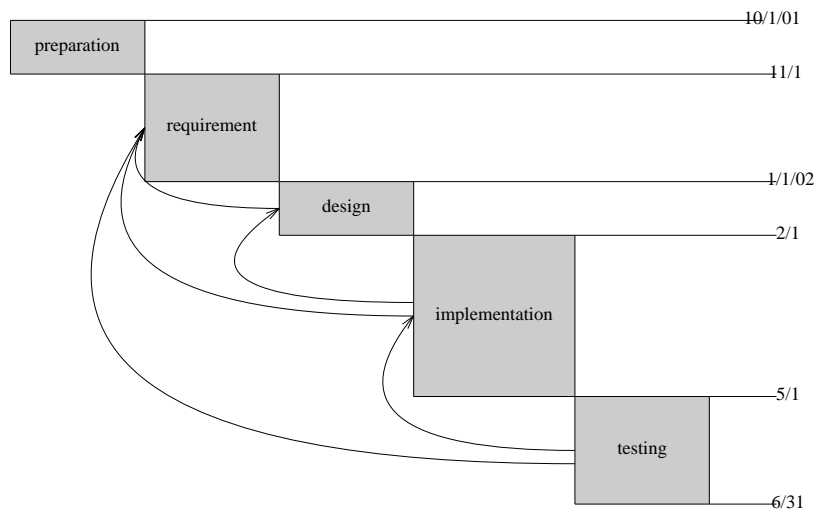 10/1/01
preparation
11/1
requirement
1/1/02
design
2/1
implementation
5/1
testing
6/31